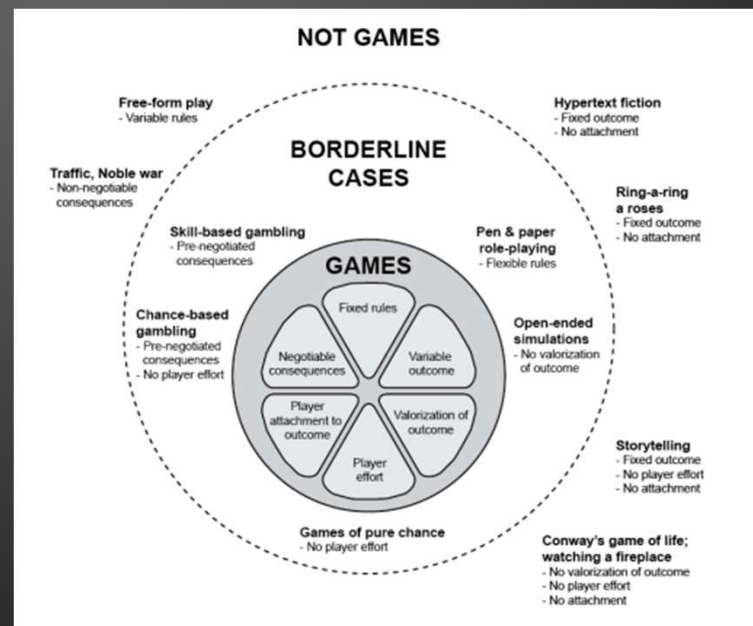 NOT GAMES
Free-form play
- Variable rules
Hypertext fiction
- Fixed outcome
- No attachment
BORDERLINE
CASES
Traffic, Noble war
- Non-negotiable
consequences
Ring-a-ring
a roses
- Fixed outcome
- No attachment
Skill-based gambling
- Pre-negotiated
consequences
Pen & paper
role-playing
- Flexible rules
GAMES
Fixed rules
Chance-based
gambling
- Pre-negotiated
consequences
- No player effort
Negotiable
consequences
Variable
outcome
Open-ended
simulations
- No valorization
of outcome
Player
attachment to
outcome
Valorization of
outcome
Player
effort
Storytelling
- Fixed outcome
- No player effort
- No attachment
Games of pure chance
- No player effort
Conway's game of life;
watching a fireplace
- No valorization of outcome
- No player effort
- No attachment